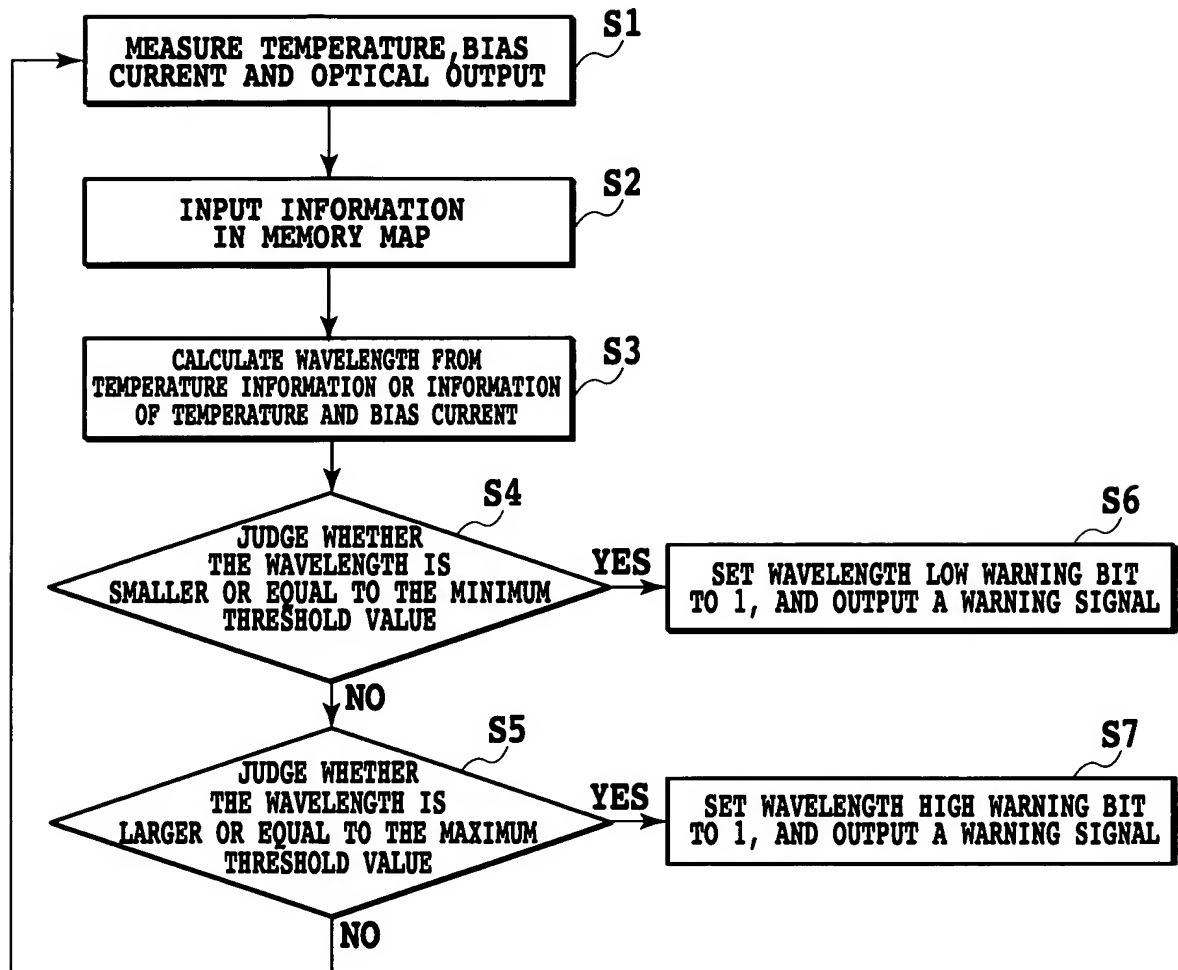 S1
MEASURE TEMPERATURE, BIAS
CURRENT AND OPTICAL OUTPUT
S2
INPUT INFORMATION
IN MEMORY MAP
S3
CALCULATE WAVELENGTH FROM
TEMPERATURE INFORMATION OR INFORMATION
OF TEMPERATURE AND BIAS CURRENT
S4
JUDGE WHETHER
THE WAVELENGTH IS
SMALLER OR EQUAL TO THE MINIMUM
THRESHOLD VALUE
YES
S6
SET WAVELENGTH LOW WARNING BIT
TO 1, AND OUTPUT A WARNING SIGNAL
NO
S5
JUDGE WHETHER
THE WAVELENGTH IS
LARGER OR EQUAL TO THE MAXIMUM
THRESHOLD VALUE
YES
S7
SET WAVELENGTH HIGH WARNING BIT
TO 1, AND OUTPUT A WARNING SIGNAL
NO